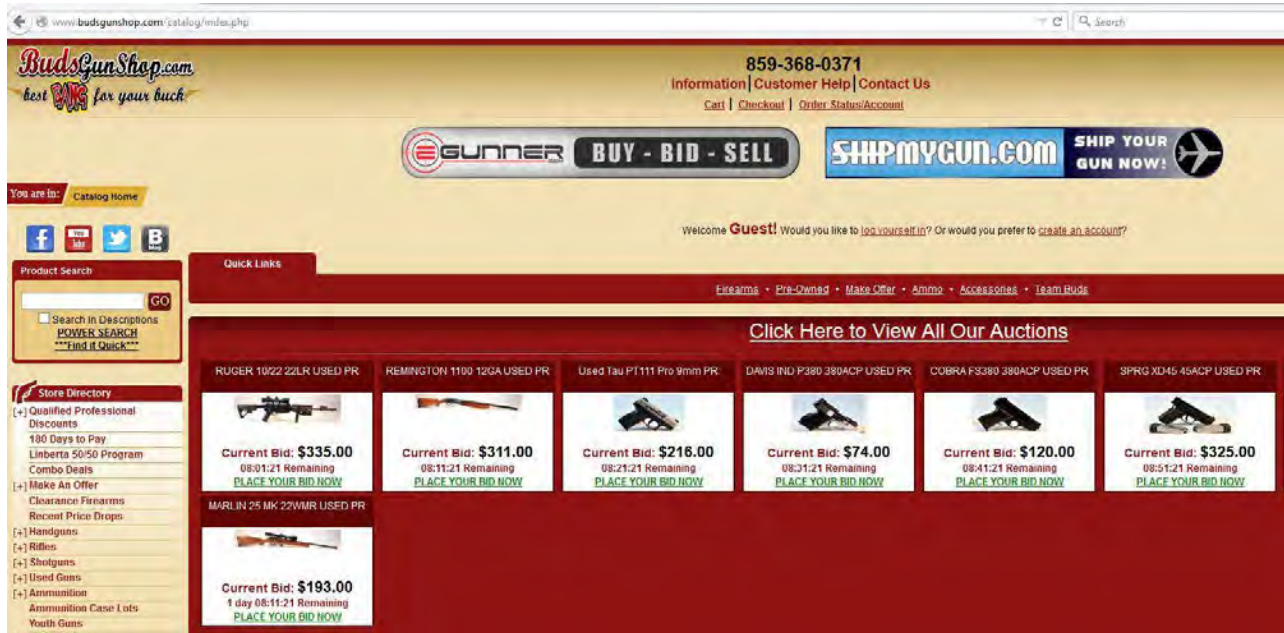 www.budsgunshop.com/catalog/index.php
Search
BudsGunShop.com
best BANG for your buck
859-368-0371
Information|Customer Help|Contact Us
Cart | Checkout | Order Status/Account
EGUNNER BUY - BID - SELL
SHIPMYGUN.COM SHIP YOUR GUN NOW!
You are in: Catalog Home
f You Tube B Blog
Welcome Guest! Would you like to log yourself in? Or would you prefer to create an account?
Product Search
GO
Search in Descriptions
POWER SEARCH
***Find it Quick***
Quick Links
Firearms • Pre-Owned • Make Offer • Ammo • Accessories • Team Buds
Click Here to View All Our Auctions
RUGER 10/22 22LR USED PR
Current Bid: $335.00
08:01:21 Remaining
PLACE YOUR BID NOW
REMINGTON 1100 12GA USED PR
Current Bid: $311.00
08:11:21 Remaining
PLACE YOUR BID NOW
Used Tau PT111 Pro 9mm PR
Current Bid: $216.00
08:21:21 Remaining
PLACE YOUR BID NOW
DAVIS IND P380 380ACP USED PR
Current Bid: $74.00
08:31:21 Remaining
PLACE YOUR BID NOW
COBRA FS380 380ACP USED PR
Current Bid: $120.00
08:41:21 Remaining
PLACE YOUR BID NOW
SPRG XD45 45ACP USED PR
Current Bid: $325.00
08:51:21 Remaining
PLACE YOUR BID NOW
MARLIN 25 MK 22WMR USED PR
Current Bid: $193.00
1 day 08:11:21 Remaining
PLACE YOUR BID NOW
Store Directory
[+] Qualified Professional
Discounts
180 Days to Pay
Linberta 50/50 Program
Combo Deals
[+] Make An Offer
Clearance Firearms
Recent Price Drops
[+] Handguns
[+] Rifles
[+] Shotguns
[+] Used Guns
[+] Ammunition
Ammunition Case Lots
Youth Guns